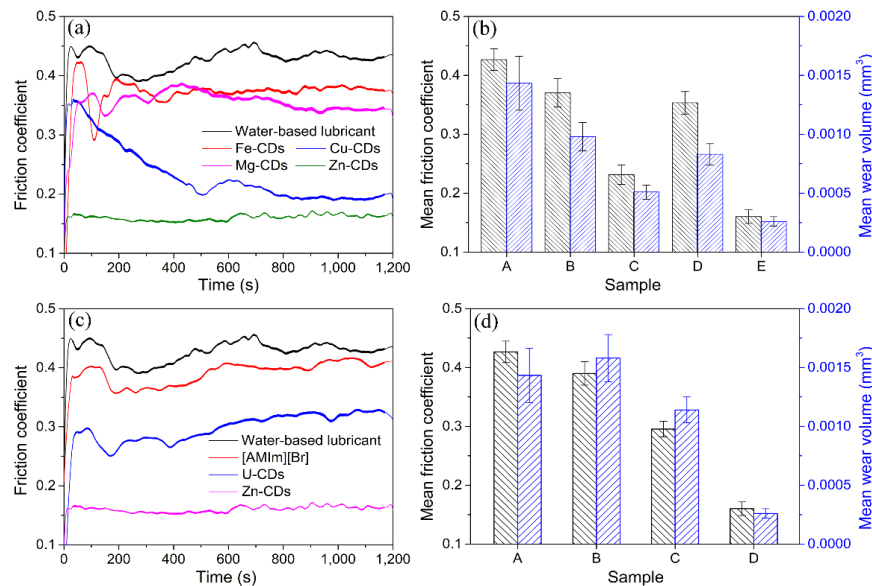 (a)
Friction coefficient
0.5
0.4
0.3
0.2
0.1
Water-based lubricant
Fe-CDs Cu-CDs
Mg-CDs Zn-CDs
0 200 400 600 800 1,000 1,200
Time (s)
(b)
Mean friction coefficient
0.5
0.4
0.3
0.2
0.1
A B C D E
Sample
0.0020
0.0015
0.0010
0.0005
0.0000
Mean wear volume (mm³)
(c)
Friction coefficient
0.5
0.4
0.3
0.2
0.1
Water-based lubricant
[AMIm][Br]
U-CDs
Zn-CDs
0 200 400 600 800 1,000 1,200
Time (s)
(d)
Mean friction coefficient
0.5
0.4
0.3
0.2
0.1
A B C D
Sample
0.0020
0.0015
0.0010
0.0005
0.0000
Mean wear volume (mm³)